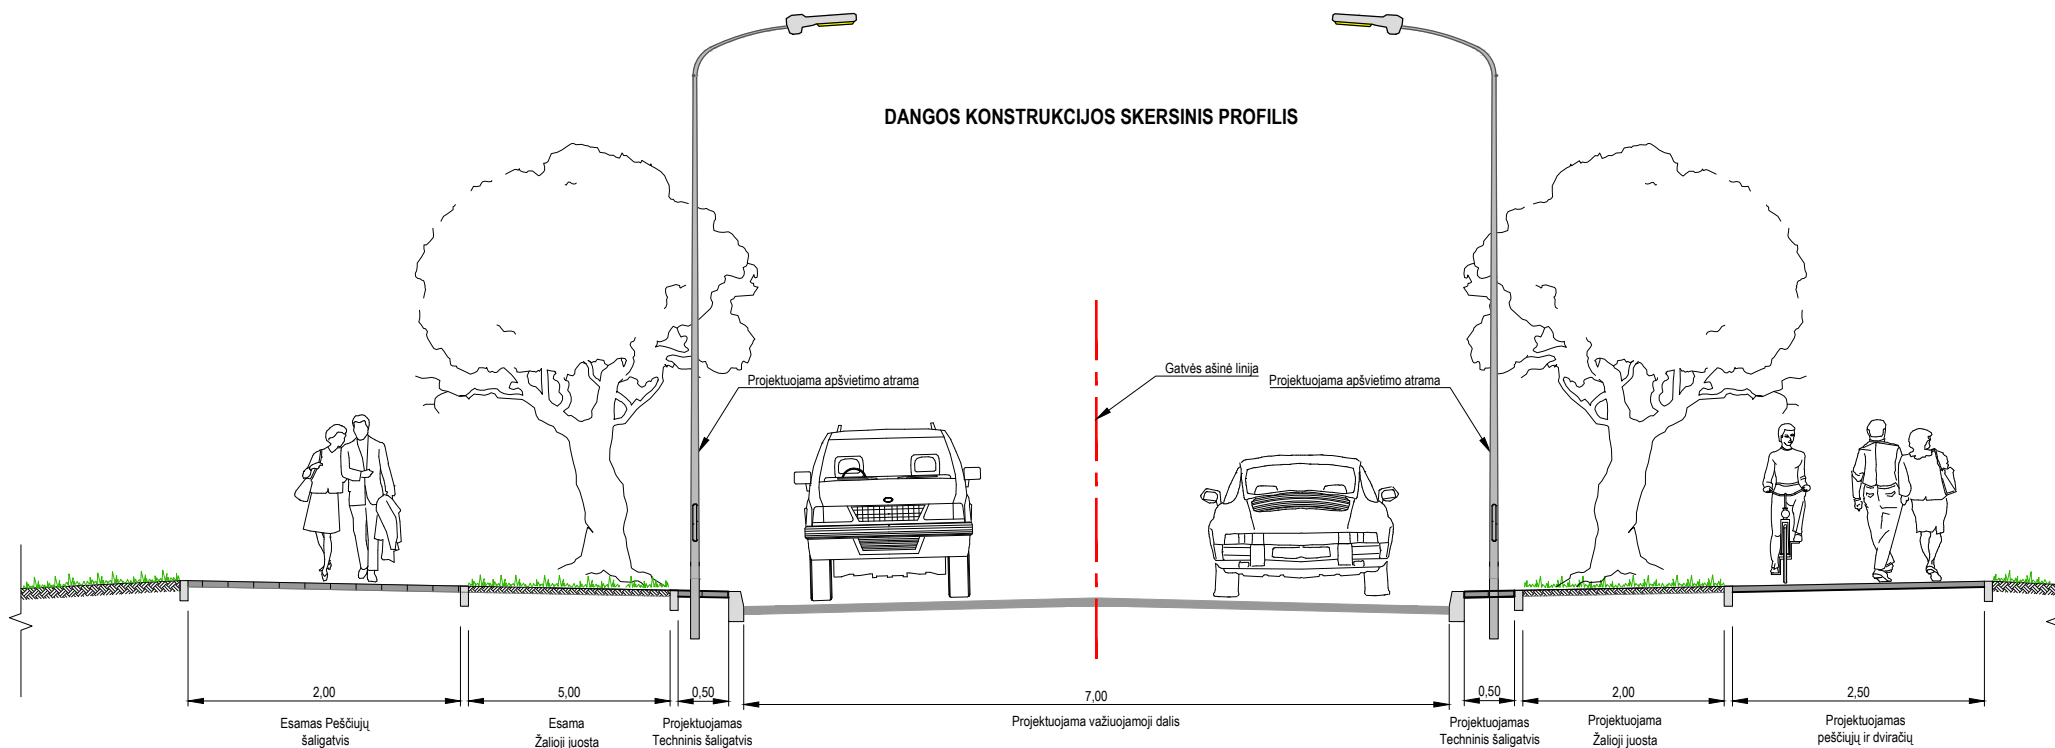 DANGOS KONSTRUKCIJOS SKERSINIS PROFILIS
Gatvės ašinė linija
Projektuojama apšvietimo atrama
Projektuojama apšvietimo atrama
2,00
5,00
0,50
7,00
0,50
2,00
2,50
Esamas Pesčiujų
šaligatvis
Esama
Žalioji juosta
Projektuojamas
Techninis šaligatvis
Projektuojama važiuojamoji dalis
Projektuojamas
Techninis šaligatvis
Projektuojama
Žalioji juosta
Projektuojamas
pesčiųjų ir dviračių